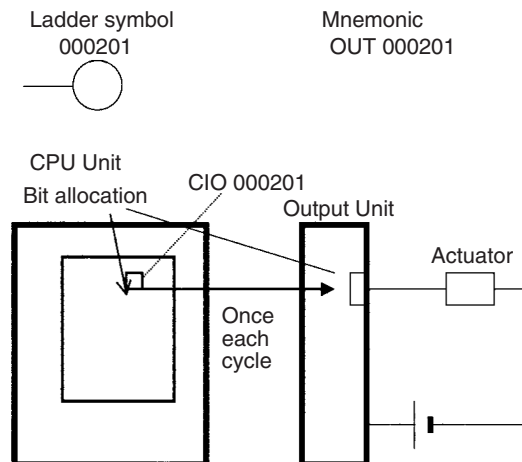 Ladder symbol
000201
Mnemonic
OUT 000201
CPU Unit
Bit allocation
CIO 000201
Output Unit
Actuator
Once
each
cycle